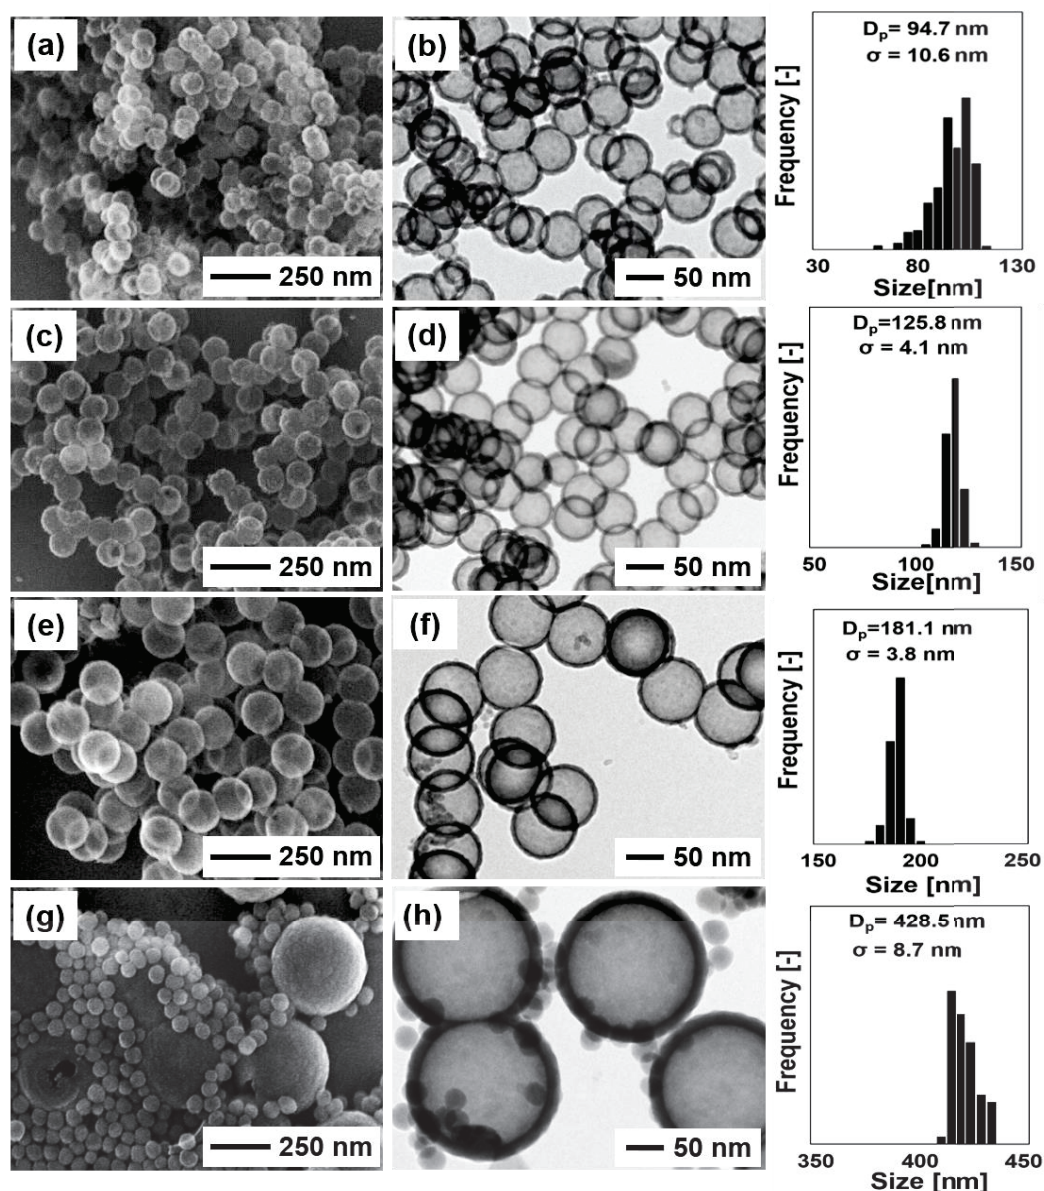 (a)
250 nm
(b)
50 nm
Frequency [-]
Dp= 94.7 nm
σ = 10.6 nm
30 80 130
Size[nm]
(c)
250 nm
(d)
50 nm
Frequency [-]
Dp=125.8 nm
σ = 4.1 nm
50 100 150
Size[nm]
(e)
250 nm
(f)
50 nm
Frequency [-]
Dp=181.1 nm
σ = 3.8 nm
150 200 250
Size [nm]
(g)
250 nm
(h)
50 nm
Frequency [-]
Dp= 428.5 nm
σ = 8.7 nm
350 400 450
Size [nm]